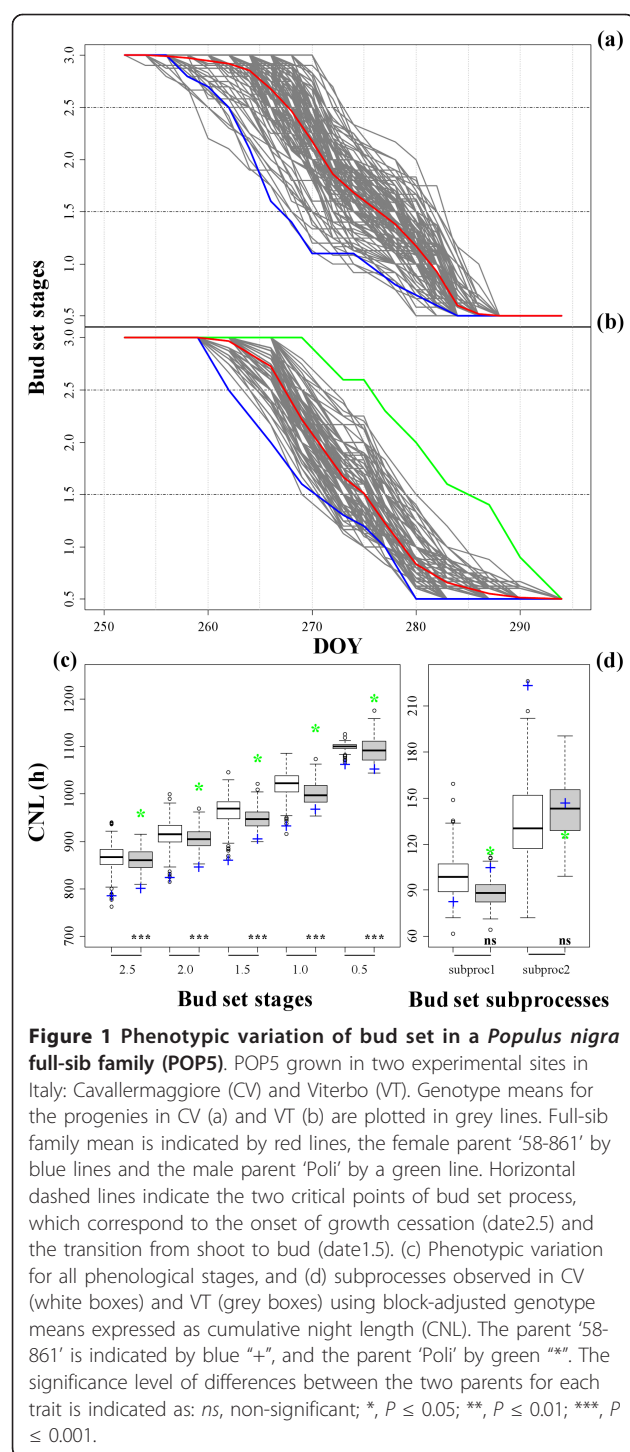 (a)
3.0
2.5
2.0
1.5
1.0
0.5
Bud set stages
(b)
3.0
2.5
2.0
1.5
1.0
0.5
250 260 270 280 290
DOY
(c)
1200
1100
1000
900
800
700
CNL (h)
*** *** *** *** ***
2.5 2.0 1.5 1.0 0.5
Bud set stages
(d)
210
180
150
120
90
60
ns ns
subproc1 subproc2
Bud set subprocesses
Figure 1 Phenotypic variation of bud set in a Populus nigra
full-sib family (POP5). POP5 grown in two experimental sites in
Italy: Cavallermaggiore (CV) and Viterbo (VT). Genotype means for
the progenies in CV (a) and VT (b) are plotted in grey lines. Full-sib
family mean is indicated by red lines, the female parent '58-861' by
blue lines and the male parent 'Poli' by a green line. Horizontal
dashed lines indicate the two critical points of bud set process,
which correspond to the onset of growth cessation (date2.5) and
the transition from shoot to bud (date1.5). (c) Phenotypic variation
for all phenological stages, and (d) subprocesses observed in CV
(white boxes) and VT (grey boxes) using block-adjusted genotype
means expressed as cumulative night length (CNL). The parent '58-
861' is indicated by blue "+", and the parent 'Poli' by green "*". The
significance level of differences between the two parents for each
trait is indicated as: ns, non-significant; *, P ≤ 0.05; **, P ≤ 0.01; ***, P
≤ 0.001.